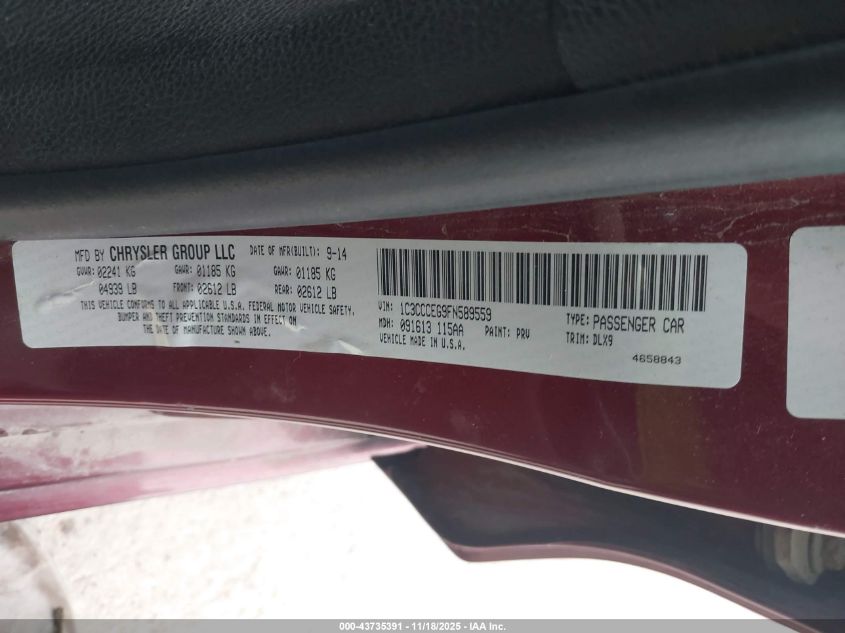 MFD BY CHRYSLER GROUP LLC DATE OF MFR(BUILT): 9-14
GVWR: 02241 KG GAWR: 01185 KG GAWR: 01185 KG
04939 LB FRONT: 02612 LB REAR: 02612 LB
THIS VEHICLE CONFORMS TO ALL APPLICABLE U.S.A. FEDERAL MOTOR VEHICLE SAFETY,
BUMPER AND THEFT PREVENTION STANDARDS IN EFFECT ON
THE DATE OF MANUFACTURE SHOWN ABOVE.
VIN: 1C3CCCEG9FN589559 TYPE: PASSENGER CAR
MDH: 091613 115AA PAINT: PRV TRIM: DLX9
VEHICLE MADE IN U.S.A. 4658843
000-43735391 - 11/18/2025 - IAA Inc.